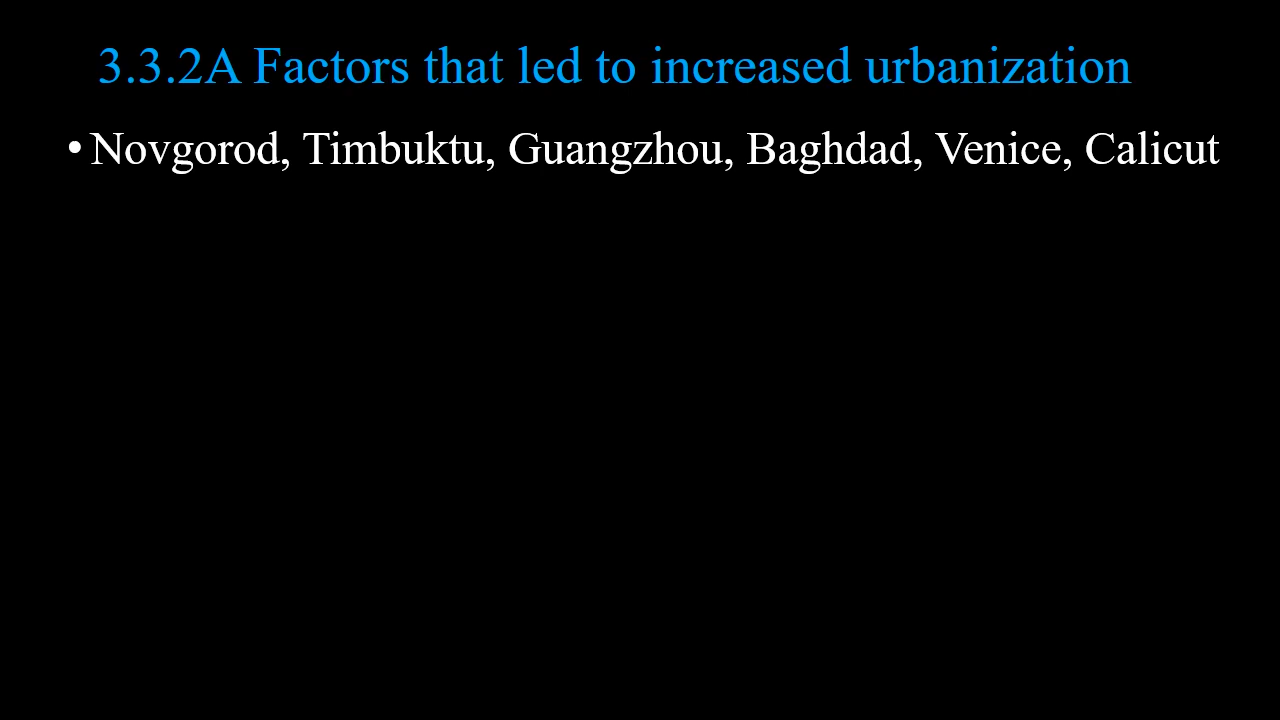 3.3.2A Factors that led to increased urbanization
• Novgorod, Timbuktu, Guangzhou, Baghdad, Venice, Calicut